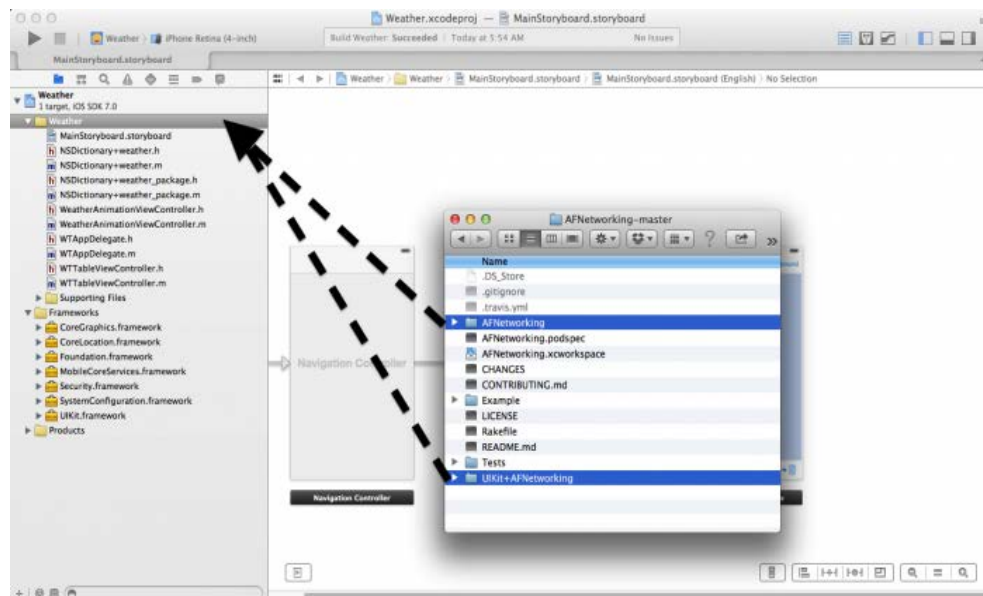 Weather.xcodeproj — MainStoryboard.storyboard
Weather iPhone Retina (4-inch)
Build Weather: Succeeded Today at 5:54 AM
No Issues
MainStoryboard.storyboard
Weather Weather MainStoryboard.storyboard MainStoryboard.storyboard (English) No Selection
Weather
1 target, iOS SDK 7.0
Weather
MainStoryboard.storyboard
NSDictionary+weather.h
NSDictionary+weather.m
NSDictionary+weather_package.h
NSDictionary+weather_package.m
WeatherAnimationViewController.h
WeatherAnimationViewController.m
WTAppDelegate.h
WTAppDelegate.m
WTTableViewController.h
WTTableViewController.m
Supporting Files
Frameworks
CoreGraphics.framework
CoreLocation.framework
Foundation.framework
MobileCoreServices.framework
Security.framework
SystemConfiguration.framework
UIKit.framework
Products
Navigation Controller
Navigation Controller
AFNetworking-master
Name
.DS_Store
.gitignore
.travis.yml
AFNetworking
AFNetworking.podspec
AFNetworking.xcworkspace
CHANGES
CONTRIBUTING.md
Example
LICENSE
Rakefile
README.md
Tests
UIKit+AFNetworking